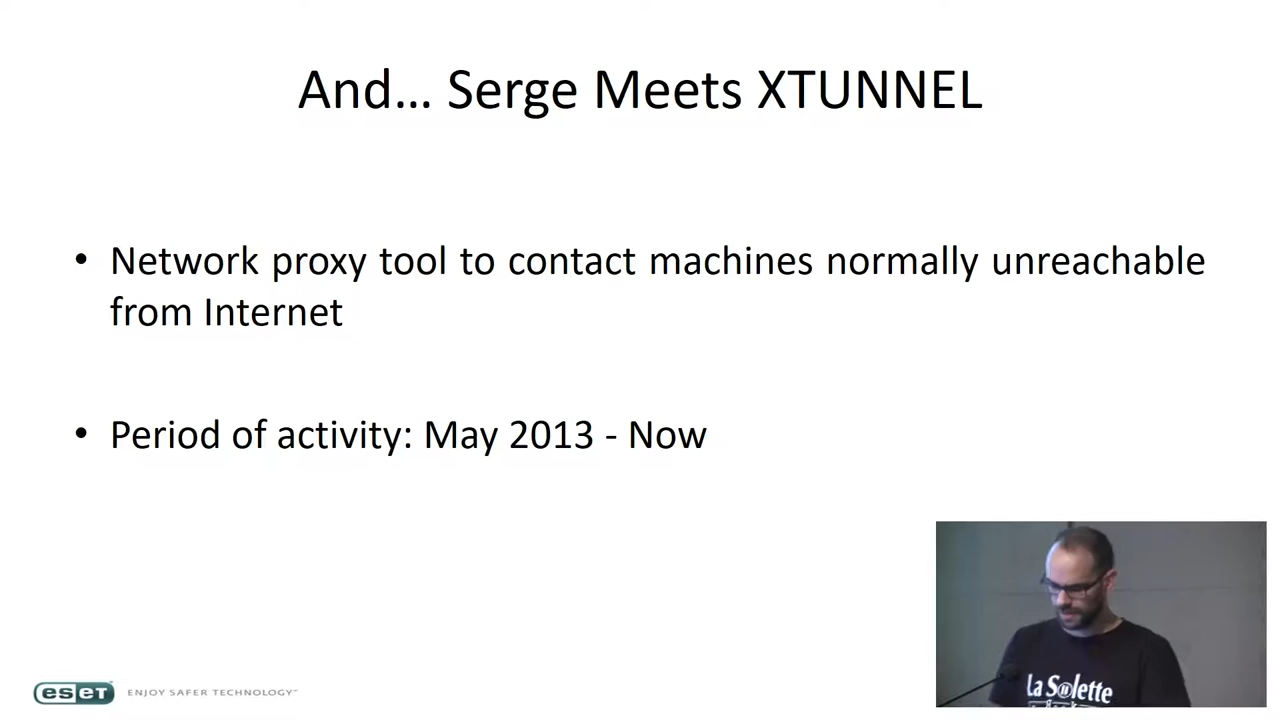 And... Serge Meets XTUNNEL
• Network proxy tool to contact machines normally unreachable
from Internet
• Period of activity: May 2013 - Now
eseT ENJOY SAFER TECHNOLOGY™
La S@lette